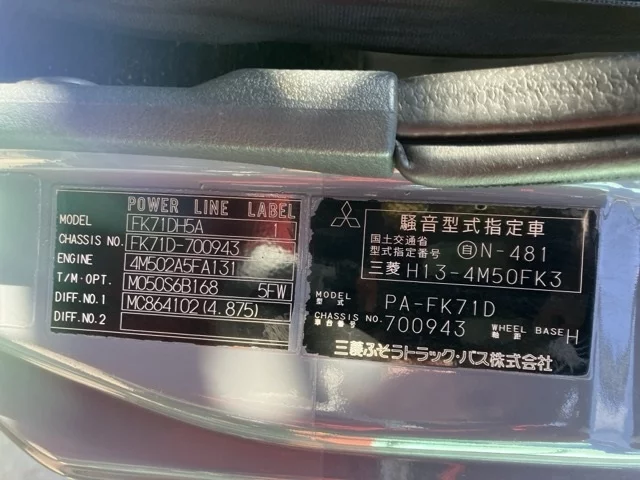 POWER LINE LABEL
MODEL FK71DH5A 1
CHASSIS NO. FK71D-700943
ENGINE 4M502A5FA131
T/M・OPT. M050S6B168 5FW
DIFF.NO.1 MC864102(4.875)
DIFF.NO.2
騒音型式指定車
国土交通省
型式指定番号 自N-481
三菱 H13-4M50FK3
MODEL 型式 PA-FK71D
CHASSIS NO. 車台番号 700943 WHEEL BASE 軸距 H
三菱ふそうトラック・バス株式会社